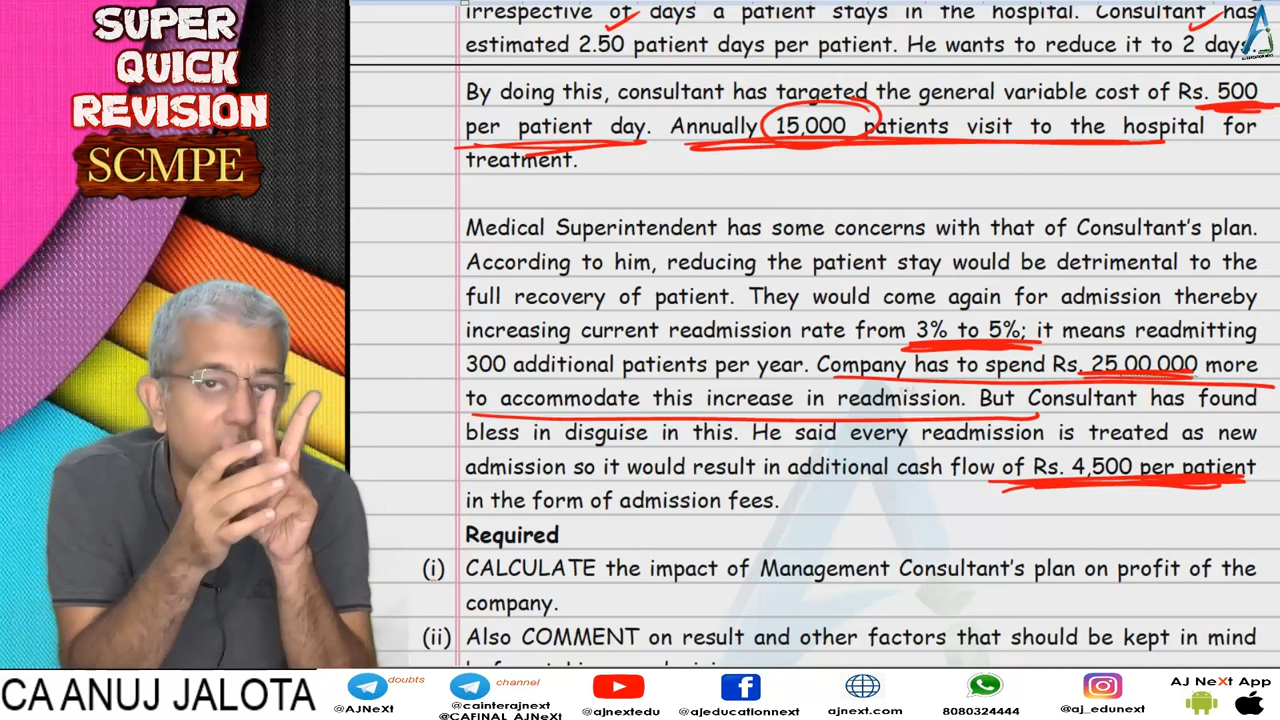 SUPER
QUICK
REVISION
SCMPE
irrespective of days a patient stays in the hospital. Consultant has
estimated 2.50 patient days per patient. He wants to reduce it to 2 days.
By doing this, consultant has targeted the general variable cost of Rs. 500
per patient day. Annually 15,000 patients visit to the hospital for
treatment.
Medical Superintendent has some concerns with that of Consultant's plan.
According to him, reducing the patient stay would be detrimental to the
full recovery of patient. They would come again for admission thereby
increasing current readmission rate from 3% to 5%; it means readmitting
300 additional patients per year. Company has to spend Rs. 25,00,000 more
to accommodate this increase in readmission. But Consultant has found
bless in disguise in this. He said every readmission is treated as new
admission so it would result in additional cash flow of Rs. 4,500 per patient
in the form of admission fees.
Required
(i) CALCULATE the impact of Management Consultant's plan on profit of the
company.
(ii) Also COMMENT on result and other factors that should be kept in mind
CA ANUJ JALOTA
doubts
@AJNeXt
channel
@cainterajnext
@CAFINAL_AJNeXt
@ajnextedu
@ajeducationnext
ajnext.com
8080324444
@aj_edunext
AJ NeXt App